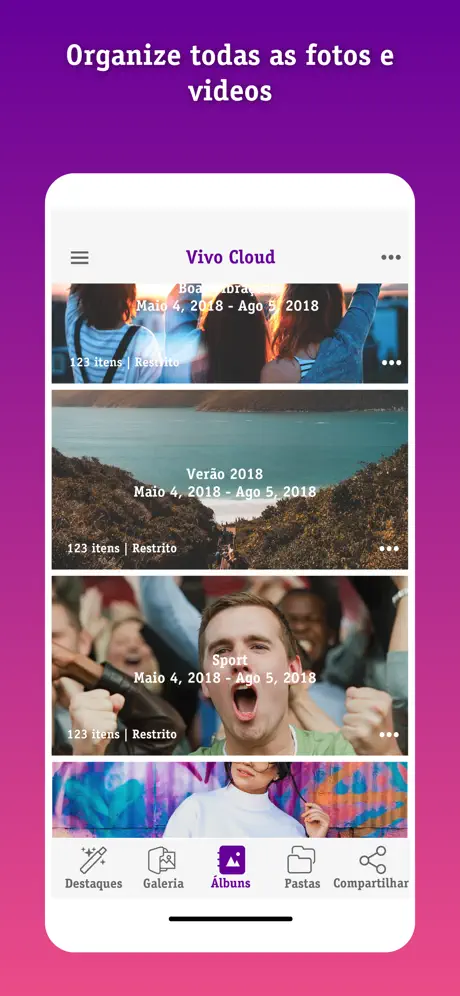 Organize todas as fotos e
videos
Vivo Cloud
Maio 4, 2018 - Ago 5, 2018
123 itens | Restrito
Verão 2018
Maio 4, 2018 - Ago 5, 2018
123 itens | Restrito
Sport
Maio 4, 2018 - Ago 5, 2018
123 itens | Restrito
Destaques
Galeria
Álbuns
Pastas
Compartilhar